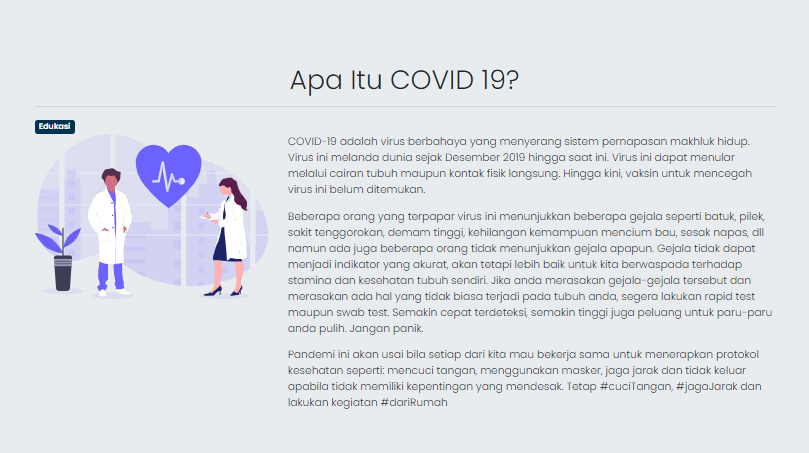 Apa Itu COVID 19?
Edukasi
COVID-19 adalah virus berbahaya yang menyerang sistem pernapasan makhluk hidup.
Virus ini melanda dunia sejak Desember 2019 hingga saat ini. Virus ini dapat menular
melalui cairan tubuh maupun kontak fisik langsung. Hingga kini, vaksin untuk mencegah
virus ini belum ditemukan.
Beberapa orang yang terpapar virus ini menunjukkan beberapa gejala seperti batuk, pilek,
sakit tenggorokan, demam tinggi, kehilangan kemampuan mencium bau, sesak napas, dll
namun ada juga beberapa orang tidak menunjukkan gejala apapun. Gejala tidak dapat
menjadi indikator yang akurat, akan tetapi lebih baik untuk kita berwaspada terhadap
stamina dan kesehatan tubuh sendiri. Jika anda merasakan gejala-gejala tersebut dan
merasakan ada hal yang tidak biasa terjadi pada tubuh anda, segera lakukan rapid test
maupun swab test. Semakin cepat terdeteksi, semakin tinggi juga peluang untuk paru-paru
anda pulih. Jangan panik.
Pandemi ini akan usai bila setiap dari kita mau bekerja sama untuk menerapkan protokol
kesehatan seperti: mencuci tangan, menggunakan masker, jaga jarak dan tidak keluar
apabila tidak memiliki kepentingan yang mendesak. Tetap #cuciTangan, #jagaJarak dan
lakukan kegiatan #dariRumah